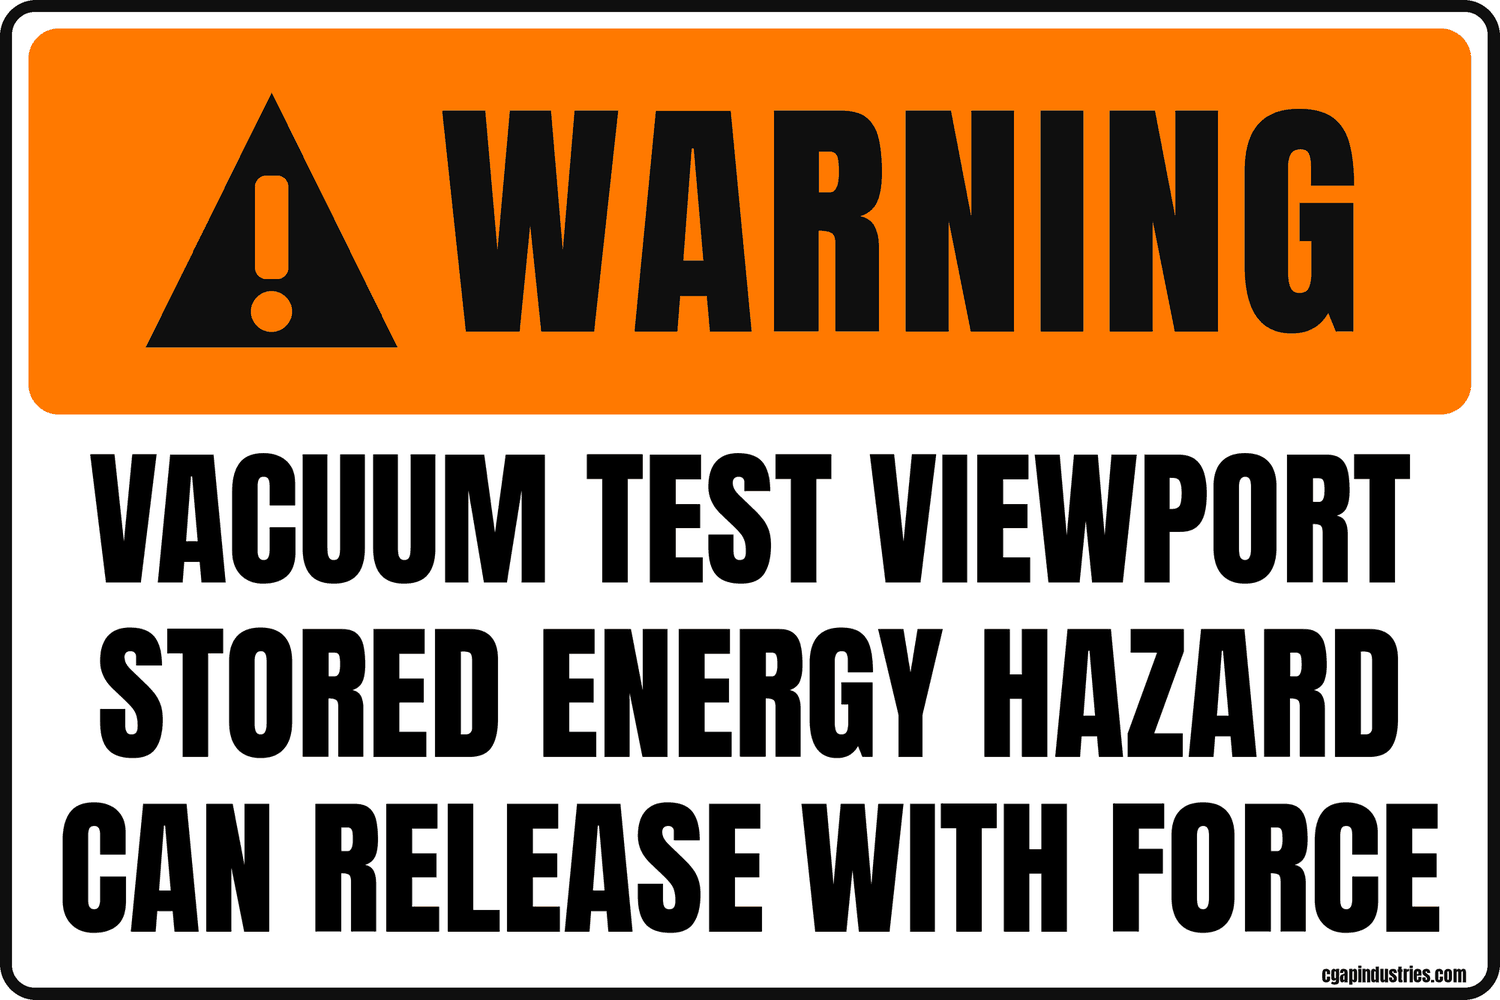 WARNING
VACUUM TEST VIEWPORT
STORED ENERGY HAZARD
CAN RELEASE WITH FORCE
cgapindustries.com